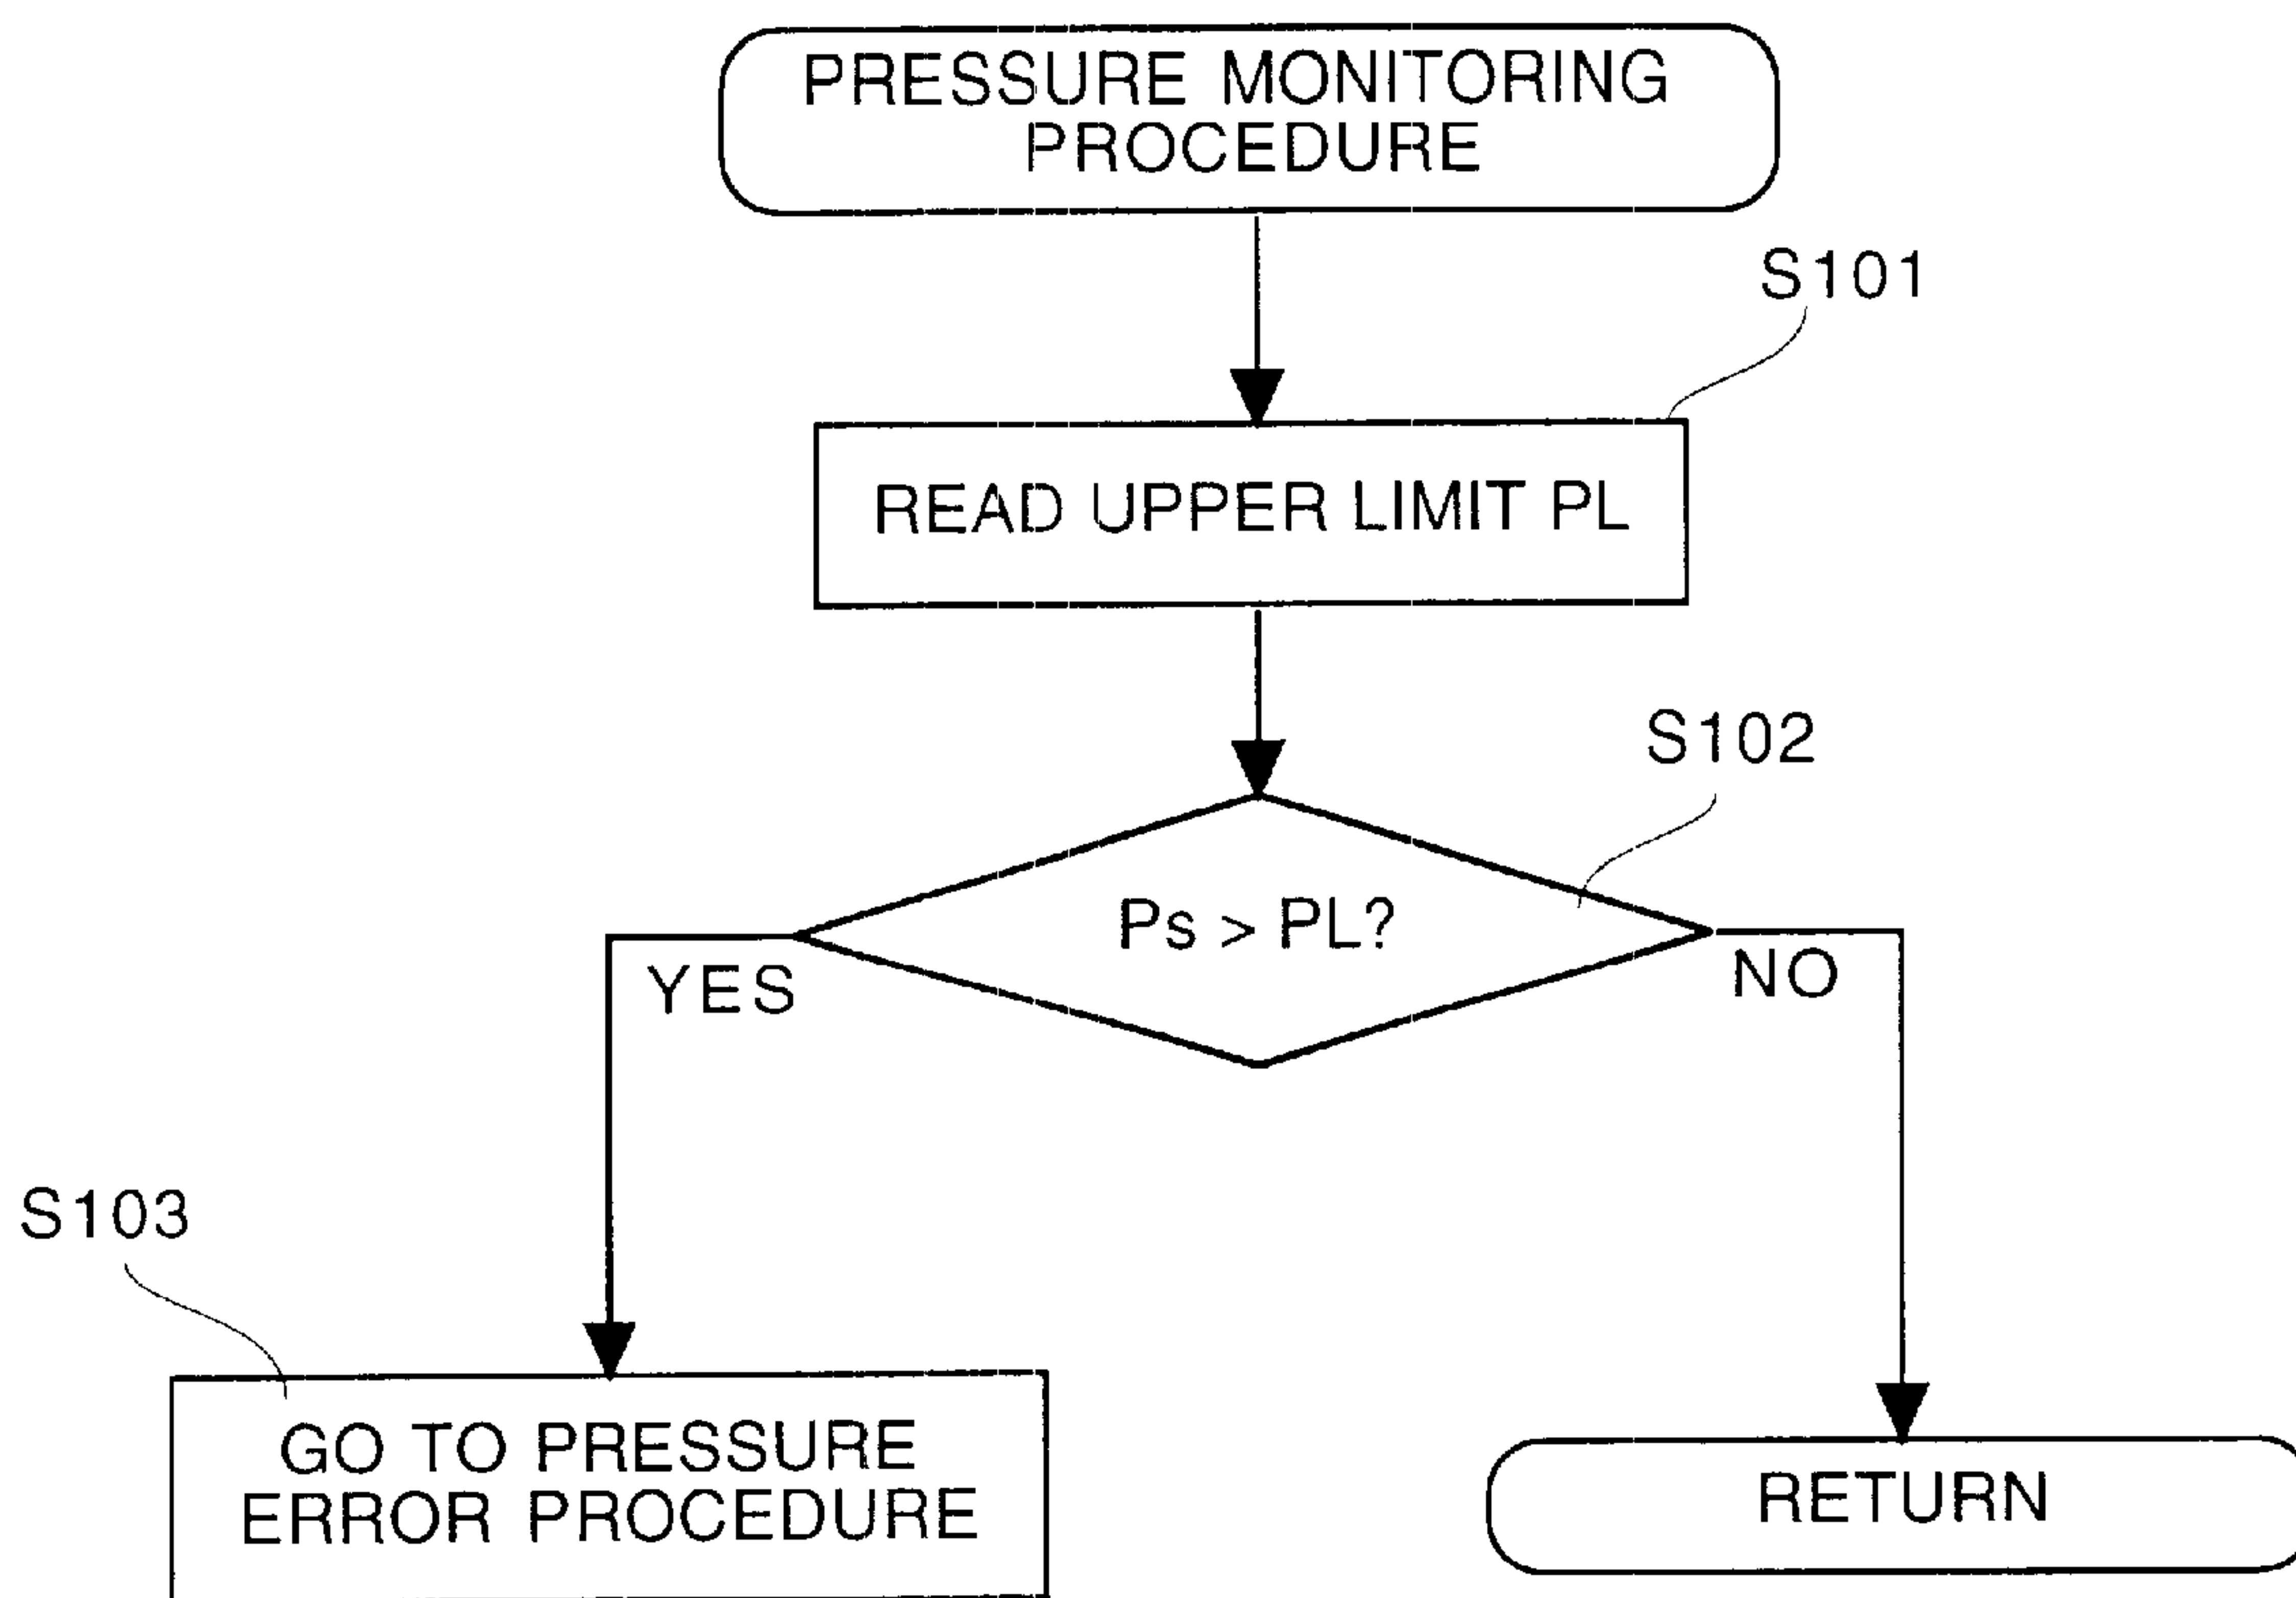 PRESSURE MONITORING
PROCEDURE
S101
READ UPPER LIMIT PL
S102
Ps > PL?
YES
NO
S103
GO TO PRESSURE
ERROR PROCEDURE
RETURN